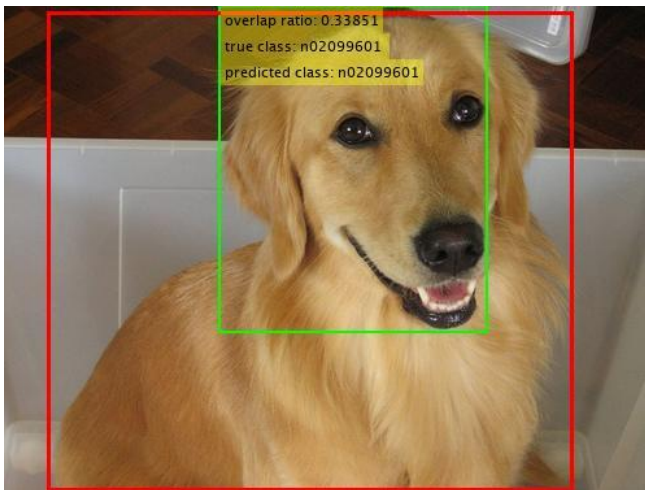 overlap ratio: 0.33851
true class: n02099601
predicted class: n02099601